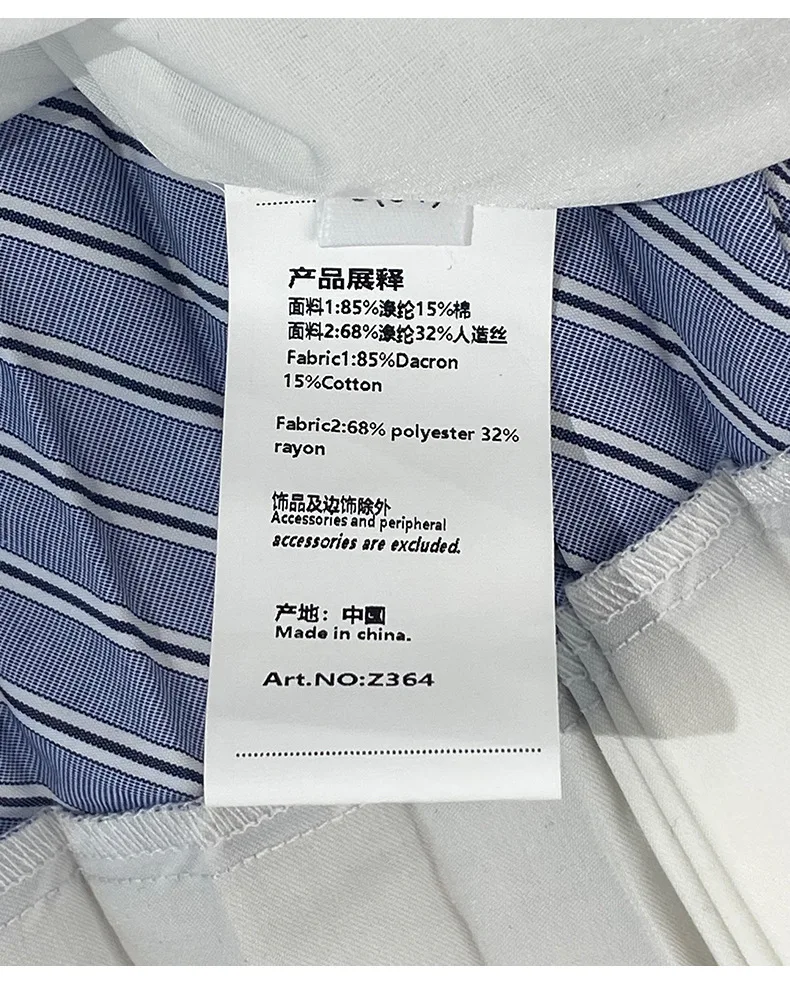 产品展释
面料1:85%涤纶15%棉
面料2:68%涤纶32%人造丝
Fabric1:85%Dacron
15%Cotton
Fabric2:68% polyester 32%
rayon
饰品及边饰除外
Accessories and peripheral
accessories are excluded.
产地：中国
Made in china.
Art.NO:Z364